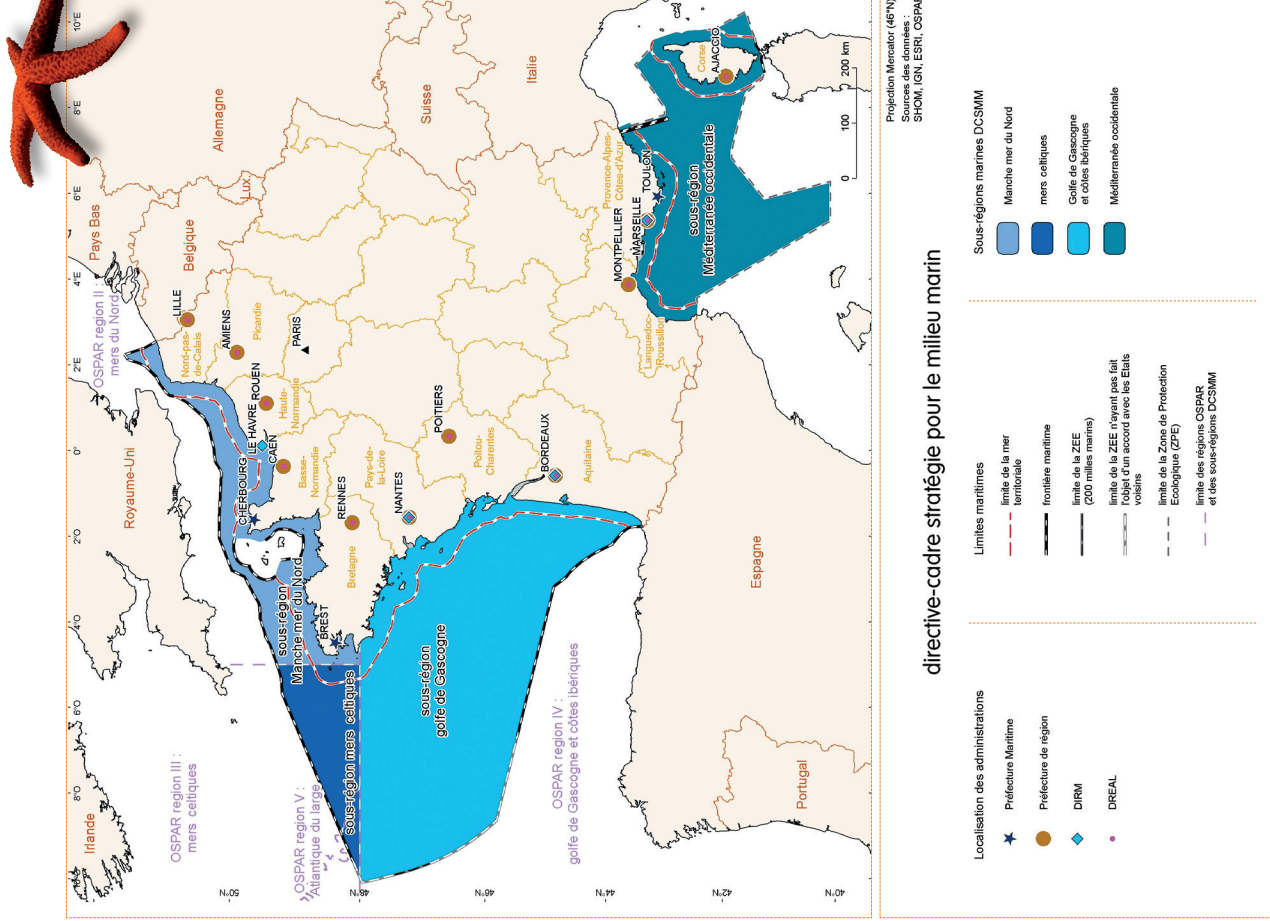 10°E
8°E
6°E
4°E
2°E
0°
2°O
4°O
6°O
8°O
10°O
50°N
48°N
46°N
44°N
42°N
40°N
Irlande
Royaume-Uni
Pays Bas
Belgique
Lux.
Allemagne
Suisse
Italie
Espagne
Portugal
OSPAR region III :
mers celtiques
OSPAR region II :
mers du Nord
OSPAR region V :
Atlantique du large
OSPAR region IV :
golfe de Gascogne et côtes ibériques
sous-région
Manche mer du Nord
sous-région mers celtiques
sous-région
golfe de Gascogne
sous-région
Méditerranée occidentale
LILLE
Nord-pas-
de-Calais
AMIENS
Picardie
PARIS
ROUEN
LE HAVRE
Haute-
Normandie
CAEN
CHERBOURG
Basse-
Normandie
RENNES
Bretagne
BREST
Pays-de-
la-Loire
NANTES
POITIERS
Poitou-
Charentes
BORDEAUX
Aquitaine
Languedoc-
Roussillon
MONTPELLIER
MARSEILLE
TOULON
Provence-Alpes-
Côtes-d'Azur
Corse
AJACCIO
0 100 200 km
Projection Mercator (46°N)
Sources des données :
SHOM, IGN, ESRI, OSPAR
directive-cadre stratégie pour le milieu marin
Localisation des administrations
Préfecture Maritime
Préfecture de région
DIRM
DREAL
Limites maritimes
limite de la mer
territoriale
frontière maritime
limite de la ZEE
(200 milles marins)
limite de la ZEE n'ayant pas fait
l'objet d'un accord avec les Etats
voisins
limite de la Zone de Protection
Ecologique (ZPE)
limite des régions OSPAR
et des sous-régions DCSMM
Sous-régions marines DCSMM
Manche mer du Nord
mers celtiques
Golfe de Gascogne
et côtes ibériques
Méditerranée occidentale